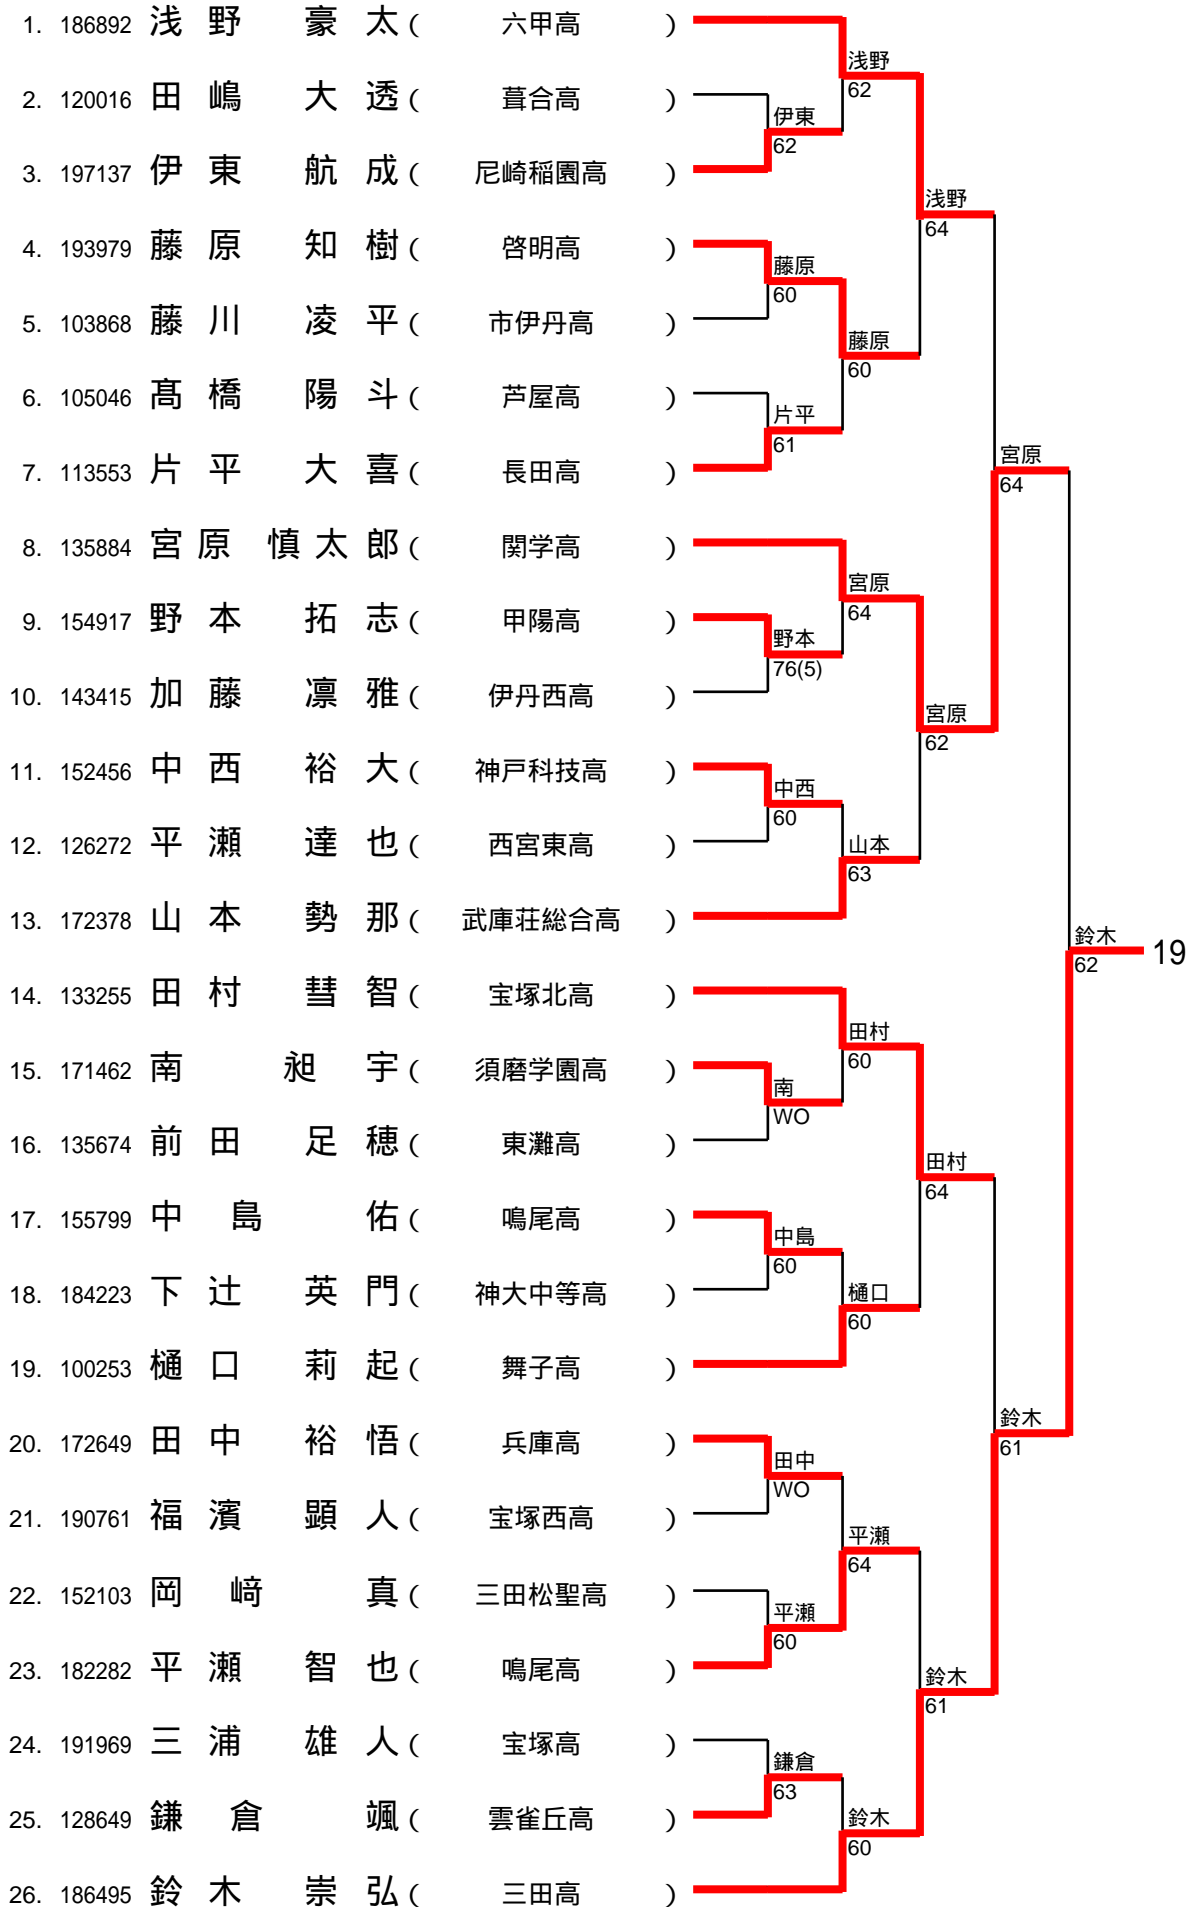 1. 186892 浅野 豪太 ( 六甲高 )
浅野
62
2. 120016 田嶋 大透 ( 葺合高 )
伊東
62
3. 197137 伊東 航成 ( 尼崎稲園高 )
浅野
64
4. 193979 藤原 知樹 ( 啓明高 )
藤原
60
5. 103868 藤川 凌平 ( 市伊丹高 )
藤原
60
6. 105046 髙橋 陽斗 ( 芦屋高 )
片平
61
7. 113553 片平 大喜 ( 長田高 )
宮原
64
8. 135884 宮原 慎太郎 ( 関学高 )
宮原
64
9. 154917 野本 拓志 ( 甲陽高 )
野本
76(5)
10. 143415 加藤 凛雅 ( 伊丹西高 )
宮原
62
11. 152456 中西 裕大 ( 神戸科技高 )
中西
60
12. 126272 平瀬 達也 ( 西宮東高 )
山本
63
13. 172378 山本 勢那 ( 武庫荘総合高 )
鈴木
62
19
14. 133255 田村 彗智 ( 宝塚北高 )
田村
60
15. 171462 南 昶宇 ( 須磨学園高 )
南
WO
16. 135674 前田 足穂 ( 東灘高 )
田村
64
17. 155799 中島 佑 ( 鳴尾高 )
中島
60
18. 184223 下辻 英門 ( 神大中等高 )
樋口
60
19. 100253 樋口 莉起 ( 舞子高 )
鈴木
61
20. 172649 田中 裕悟 ( 兵庫高 )
田中
WO
21. 190761 福濱 顕人 ( 宝塚西高 )
平瀬
64
22. 152103 岡﨑 真 ( 三田松聖高 )
平瀬
60
23. 182282 平瀬 智也 ( 鳴尾高 )
鈴木
61
24. 191969 三浦 雄人 ( 宝塚高 )
鎌倉
63
25. 128649 鎌倉 颯 ( 雲雀丘高 )
鈴木
60
26. 186495 鈴木 崇弘 ( 三田高 )